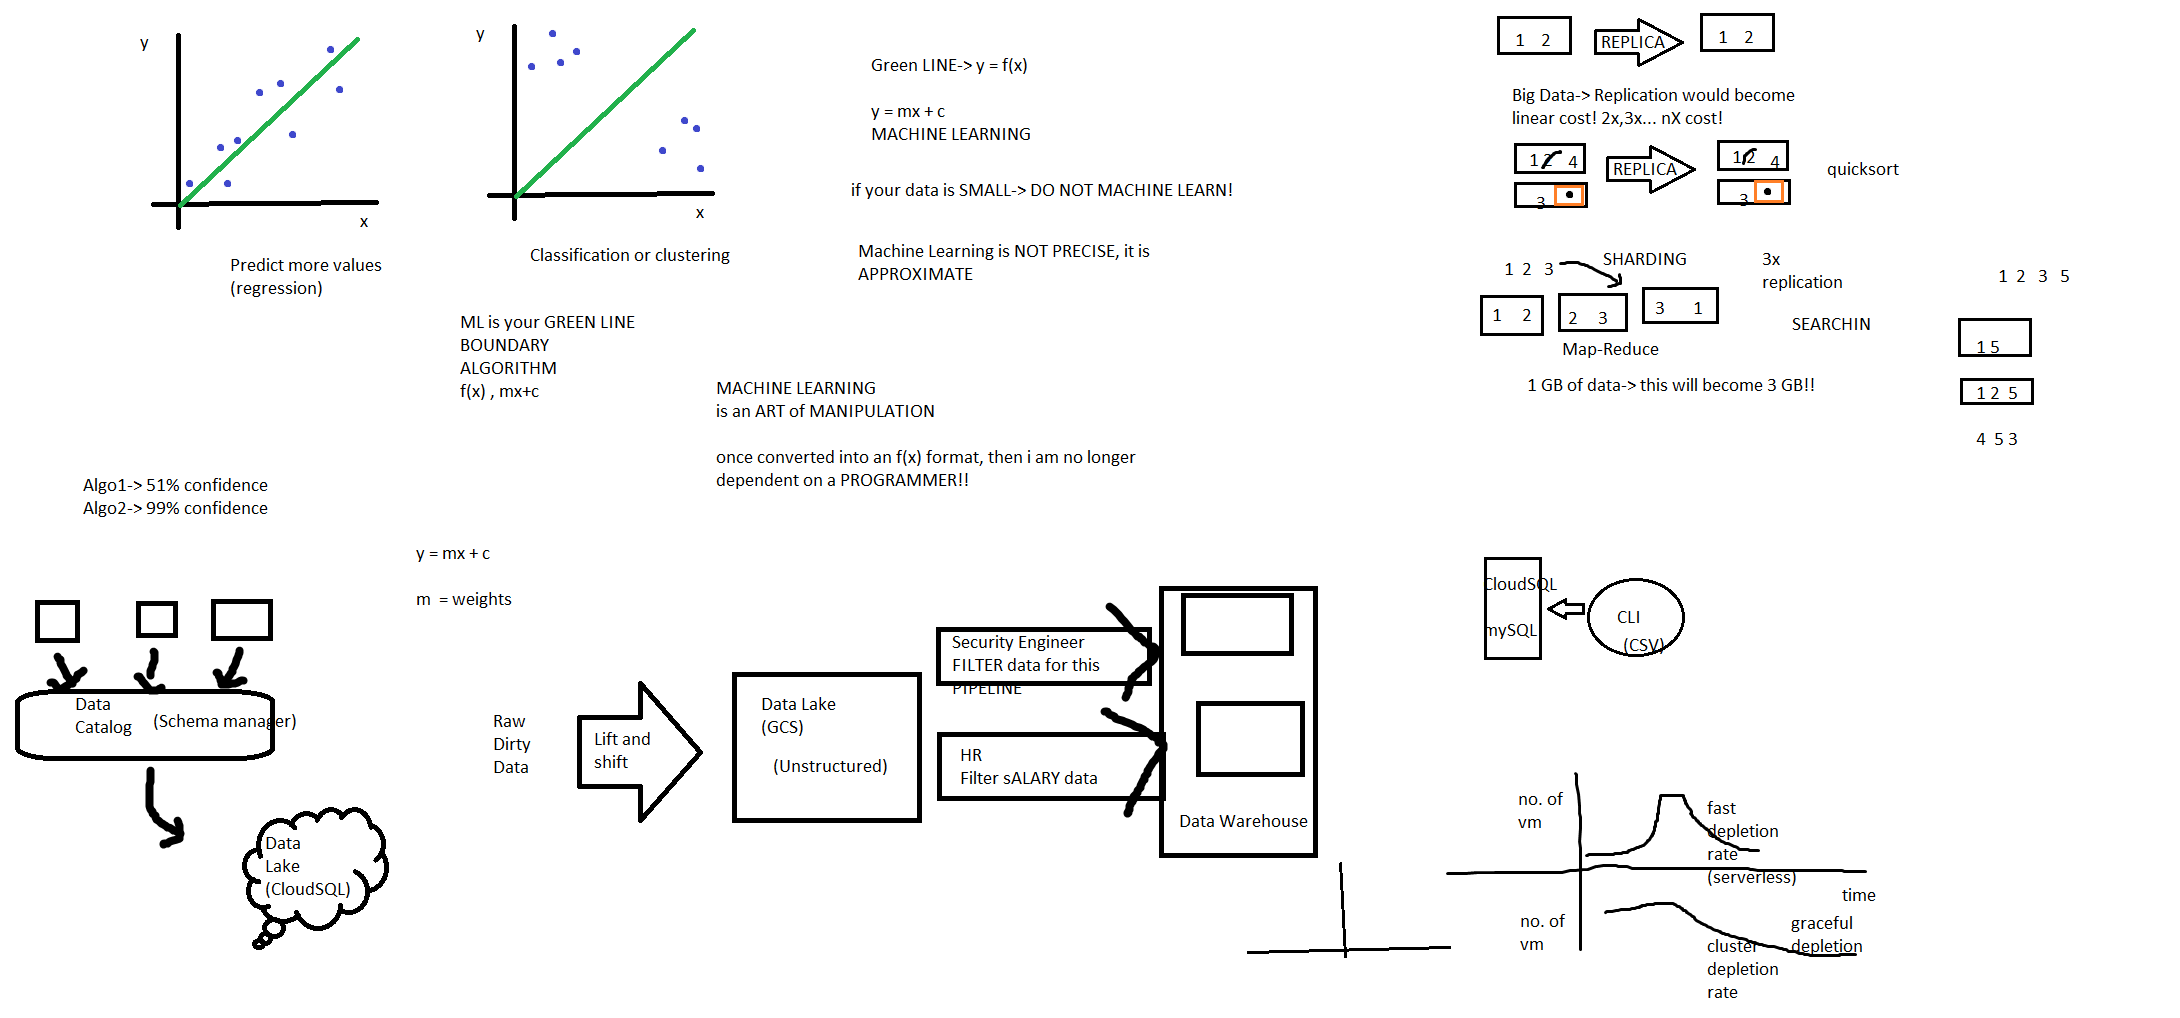 y
x
Predict more values
(regression)
y
x
Classification or clustering
Green LINE-> y = f(x)
y = mx + c
MACHINE LEARNING
if your data is SMALL-> DO NOT MACHINE LEARN!
Machine Learning is NOT PRECISE, it is
APPROXIMATE
ML is your GREEN LINE
BOUNDARY
ALGORITHM
f(x) , mx+c
MACHINE LEARNING
is an ART of MANIPULATION
once converted into an f(x) format, then i am no longer
dependent on a PROGRAMMER!!
Algo1-> 51% confidence
Algo2-> 99% confidence
y = mx + c
m  = weights
1 2
REPLICA
1 2
Big Data-> Replication would become
linear cost! 2x,3x... nX cost!
1 2 4
3
REPLICA
1 2 4
3
quicksort
1 2 3
SHARDING
3x
replication
1 2
2 3
3 1
Map-Reduce
SEARCHIN
1 GB of data-> this will become 3 GB!!
1 2 3 5
1 5
1 2 5
4 5 3
Data
Catalog
(Schema manager)
Data
Lake
(CloudSQL)
Raw
Dirty
Data
Lift and
shift
Data Lake
(GCS)
(Unstructured)
Security Engineer
FILTER data for this
PIPELINE
HR
Filter sALARY data
Data Warehouse
CloudSQL
mySQL
CLI
(CSV)
no. of
vm
fast
depletion
rate
(serverless)
time
no. of
vm
cluster
depletion
rate
graceful
depletion